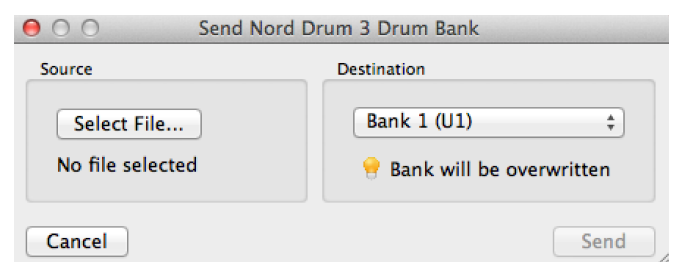 Send Nord Drum 3 Drum Bank
Source
Select File...
No file selected
Destination
Bank 1 (U1)
Bank will be overwritten
Cancel
Send